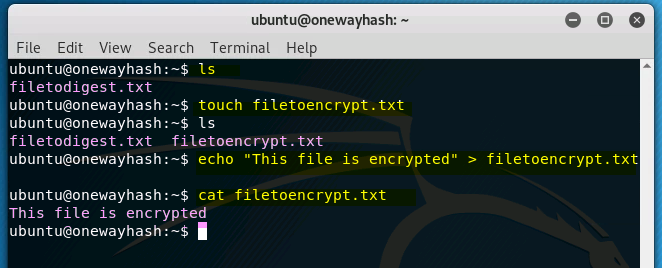 ubuntu@onewayhash: ~
File Edit View Search Terminal Help
ubuntu@onewayhash:~$ ls
filetodigest.txt
ubuntu@onewayhash:~$ touch filetoencrypt.txt
ubuntu@onewayhash:~$ ls
filetodigest.txt  filetoencrypt.txt
ubuntu@onewayhash:~$ echo "This file is encrypted" > filetoencrypt.txt
ubuntu@onewayhash:~$ cat filetoencrypt.txt
This file is encrypted
ubuntu@onewayhash:~$